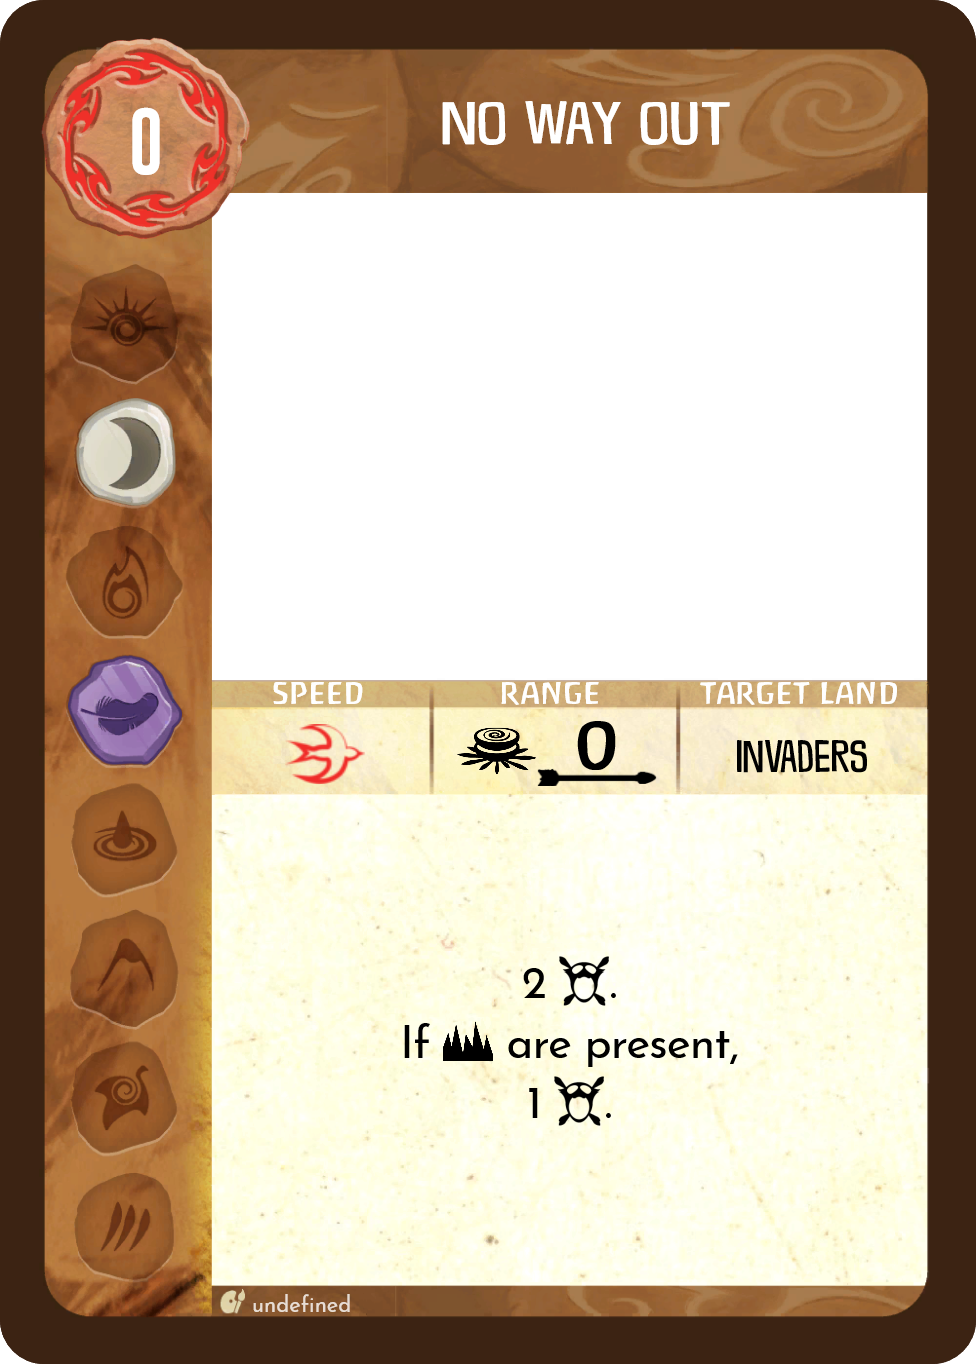 0
NO WAY OUT
SPEED
RANGE
TARGET LAND
0
INVADERS
2 .
If are present,
1 .
undefined